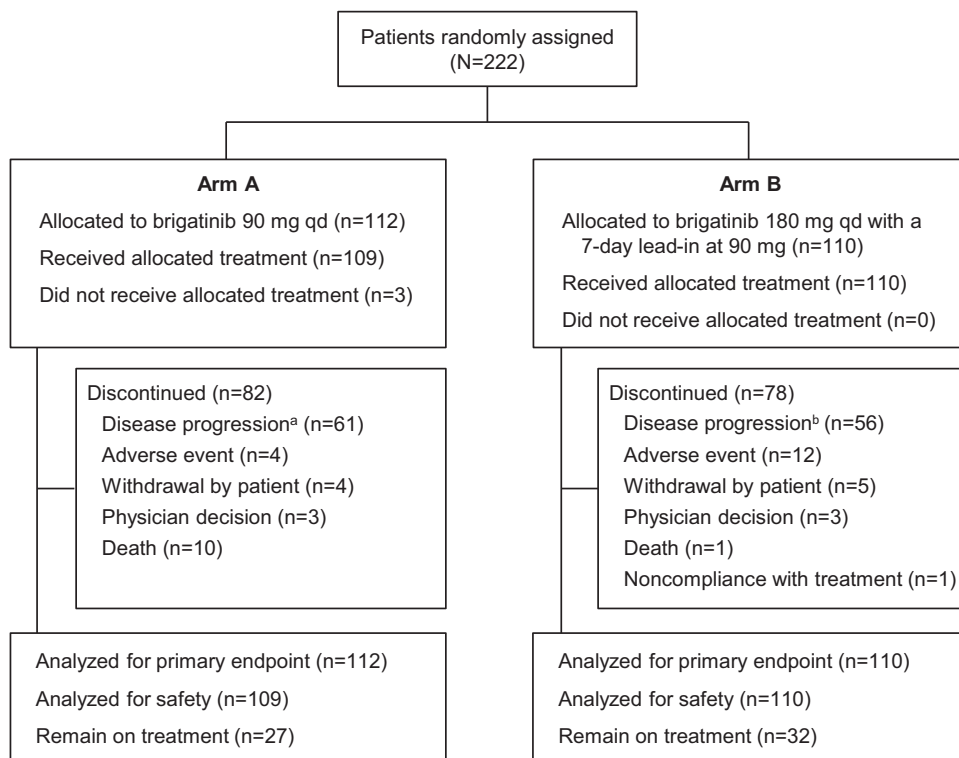 Patients randomly assigned
(N=222)
Arm A
Allocated to brigatinib 90 mg qd (n=112)
Received allocated treatment (n=109)
Did not receive allocated treatment (n=3)
Discontinued (n=82)
Disease progressionᵃ (n=61)
Adverse event (n=4)
Withdrawal by patient (n=4)
Physician decision (n=3)
Death (n=10)
Analyzed for primary endpoint (n=112)
Analyzed for safety (n=109)
Remain on treatment (n=27)
Arm B
Allocated to brigatinib 180 mg qd with a
7-day lead-in at 90 mg (n=110)
Received allocated treatment (n=110)
Did not receive allocated treatment (n=0)
Discontinued (n=78)
Disease progressionᵇ (n=56)
Adverse event (n=12)
Withdrawal by patient (n=5)
Physician decision (n=3)
Death (n=1)
Noncompliance with treatment (n=1)
Analyzed for primary endpoint (n=110)
Analyzed for safety (n=110)
Remain on treatment (n=32)